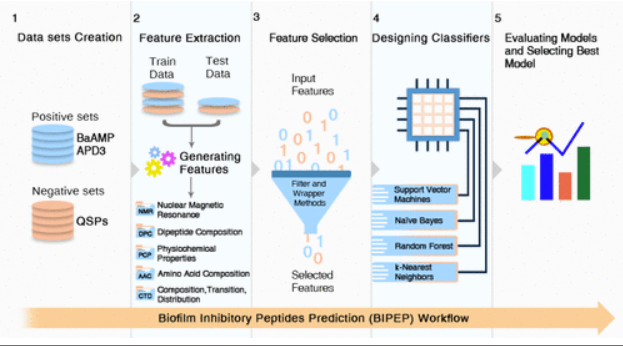 1
Data sets Creation
Positive sets
BaAMP
APD3
Negative sets
QSPs
2
Feature Extraction
Train
Data
Test
Data
Generating
Features
NMR
Nuclear Magnetic
Resonance
DPC
Dipeptide Composition
PCP
Physiochemical
Properties
AAC
Amino Acid Composition
CTD
Composition,Transition,
Distribution
3
Feature Selection
Input
Features
0 1
1 0 0
0 1 0 1
0 1 0 1 0
Filter and
Wrapper
Methods
0
0 1
Selected
Features
4
Designing Classifiers
Support Vector
Machines
Naïve Bayes
Random Forest
k-Nearest
Neighbors
5
Evaluating Models
and Selecting Best
Model
Biofilm Inhibitory Peptides Prediction (BIPEP) Workflow